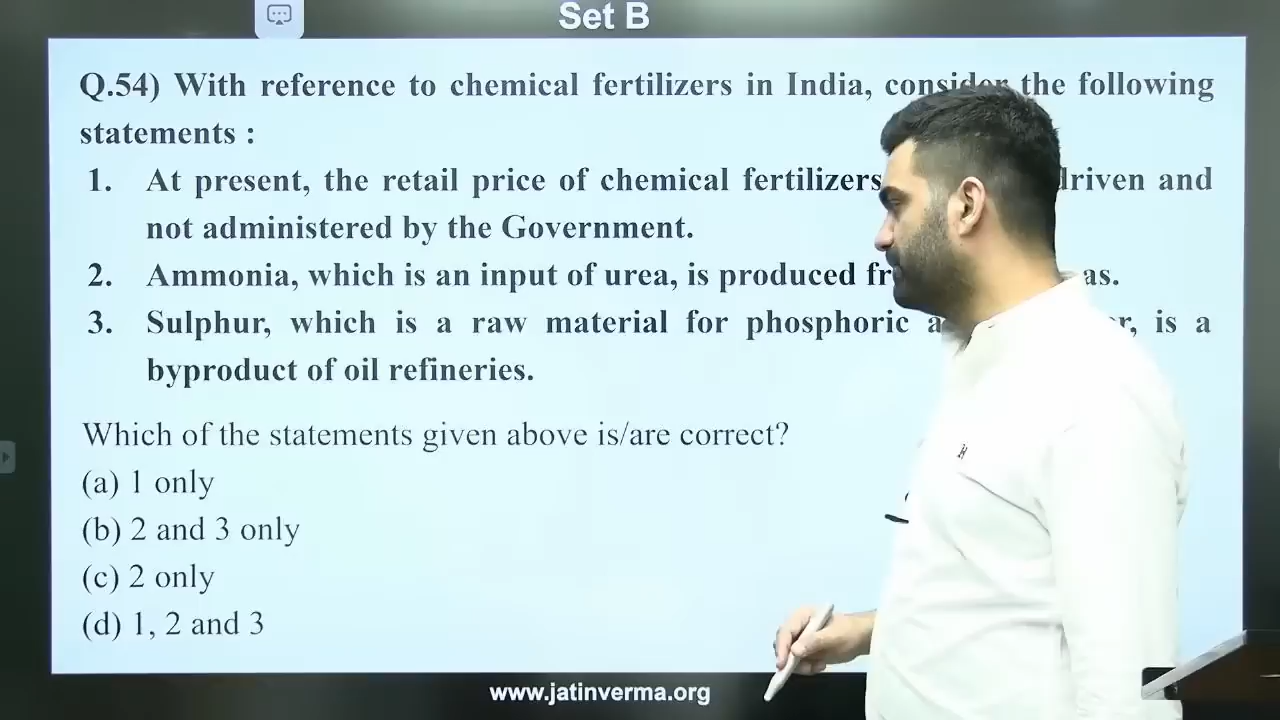 Set B
Q.54) With reference to chemical fertilizers in India, consider the following
statements :
1. At present, the retail price of chemical fertilizers driven and
not administered by the Government.
2. Ammonia, which is an input of urea, is produced
3. Sulphur, which is a raw material for phosphoric is a
byproduct of oil refineries.
Which of the statements given above is/are correct?
(a) 1 only
(b) 2 and 3 only
(c) 2 only
(d) 1, 2 and 3
www.jatinverma.org